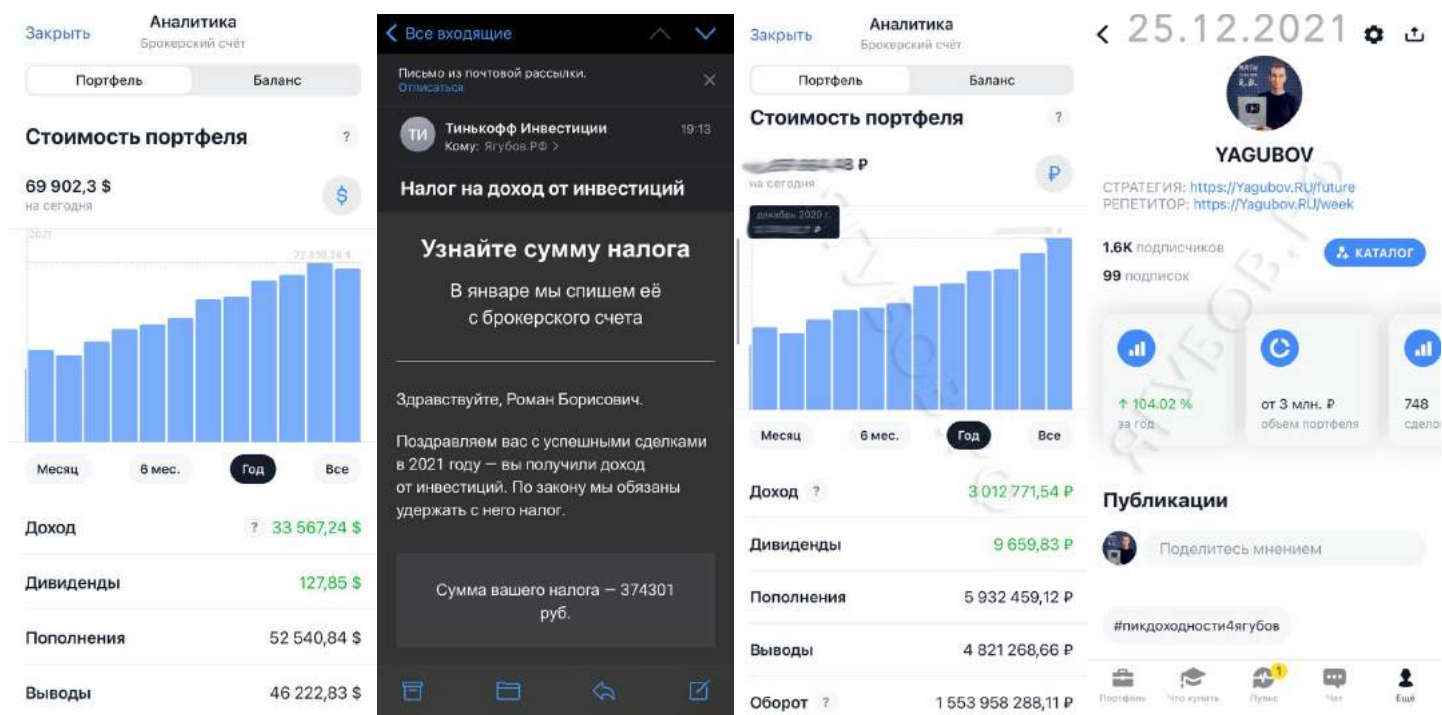 Закрыть
Аналитика
Брокерский счёт
Портфель
Баланс
Стоимость портфеля
?
69 902,3 $
на сегодня
$
2021
Месяц
6 мес.
Год
Все
Доход
? 33 567,24 $
Дивиденды
127,85 $
Пополнения
52 540,84 $
Выводы
46 222,83 $
Все входящие
Письмо из почтовой рассылки.
Отписаться
ТИ
Тинькофф Инвестиции
19:13
Кому: Ягубов.РФ >
Налог на доход от инвестиций
Узнайте сумму налога
В январе мы спишем её
с брокерского счета
Здравствуйте, Роман Борисович.
Поздравляем вас с успешными сделками
в 2021 году — вы получили доход
от инвестиций. По закону мы обязаны
удержать с него налог.
Сумма вашего налога — 374301
руб.
Закрыть
Аналитика
Брокерский счёт
Портфель
Баланс
Стоимость портфеля
?
₽
на сегодня
₽
декабрь 2020 г.
₽
Месяц
6 мес.
Год
Все
Доход ?
3 012 771,54 ₽
Дивиденды
9 659,83 ₽
Пополнения
5 932 459,12 ₽
Выводы
4 821 268,66 ₽
Оборот ?
1 553 958 288,11 ₽
25.12.2021
YAGUBOV
СТРАТЕГИЯ: https://Yagubov.RU/future
РЕПЕТИТОР: https://Yagubov.RU/week
1.6K подписчиков
99 подписок
КАТАЛОГ
↑ 104.02 %
за год
от 3 млн. ₽
объем портфеля
748
сделок
Публикации
Поделитесь мнением
#пикдоходности4ягубов
1
Портфель
Что купить
Пульс
Чат
Ещё
ЯГУБОВ.РФ